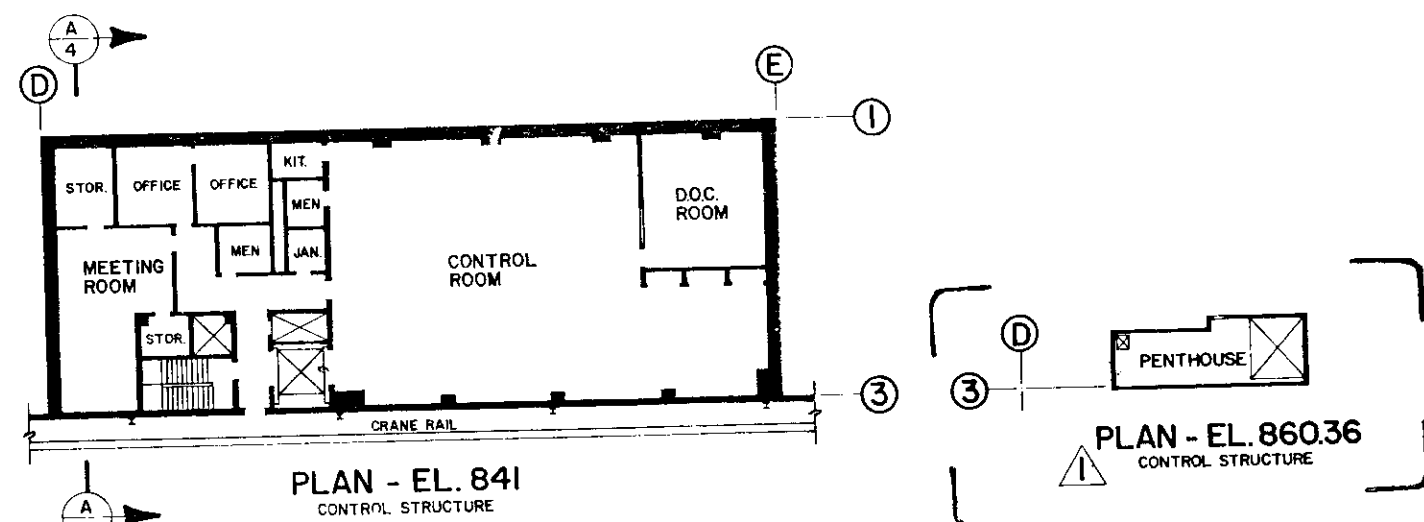 A
4
D
E
1
STOR.
OFFICE
OFFICE
KIT.
MEN
MEN
JAN.
D.O.C.
ROOM
MEETING
ROOM
CONTROL
ROOM
STOR.
3
CRANE RAIL
PLAN - EL. 841
CONTROL STRUCTURE
A
D
3
PENTHOUSE
PLAN - EL. 860.36
CONTROL STRUCTURE
1